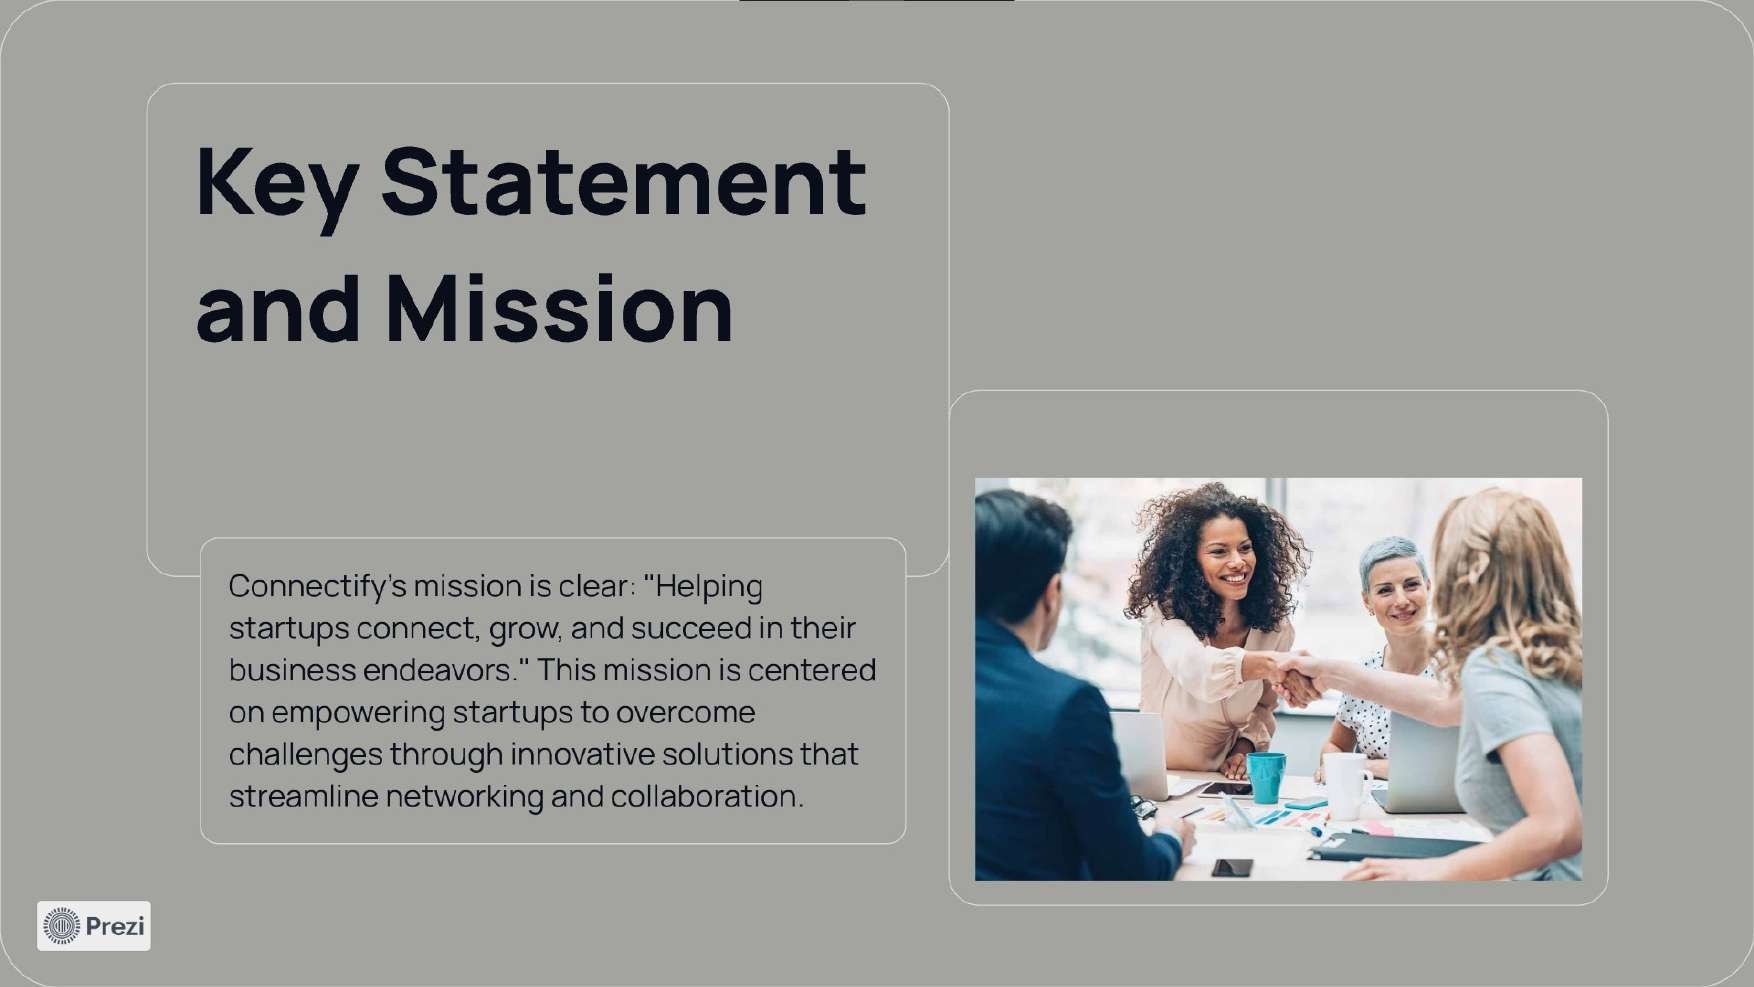 Key Statement
and Mission
Connectify's mission is clear: "Helping
startups connect, grow, and succeed in their
business endeavors." This mission is centered
on empowering startups to overcome
challenges through innovative solutions that
streamline networking and collaboration.
Prezi